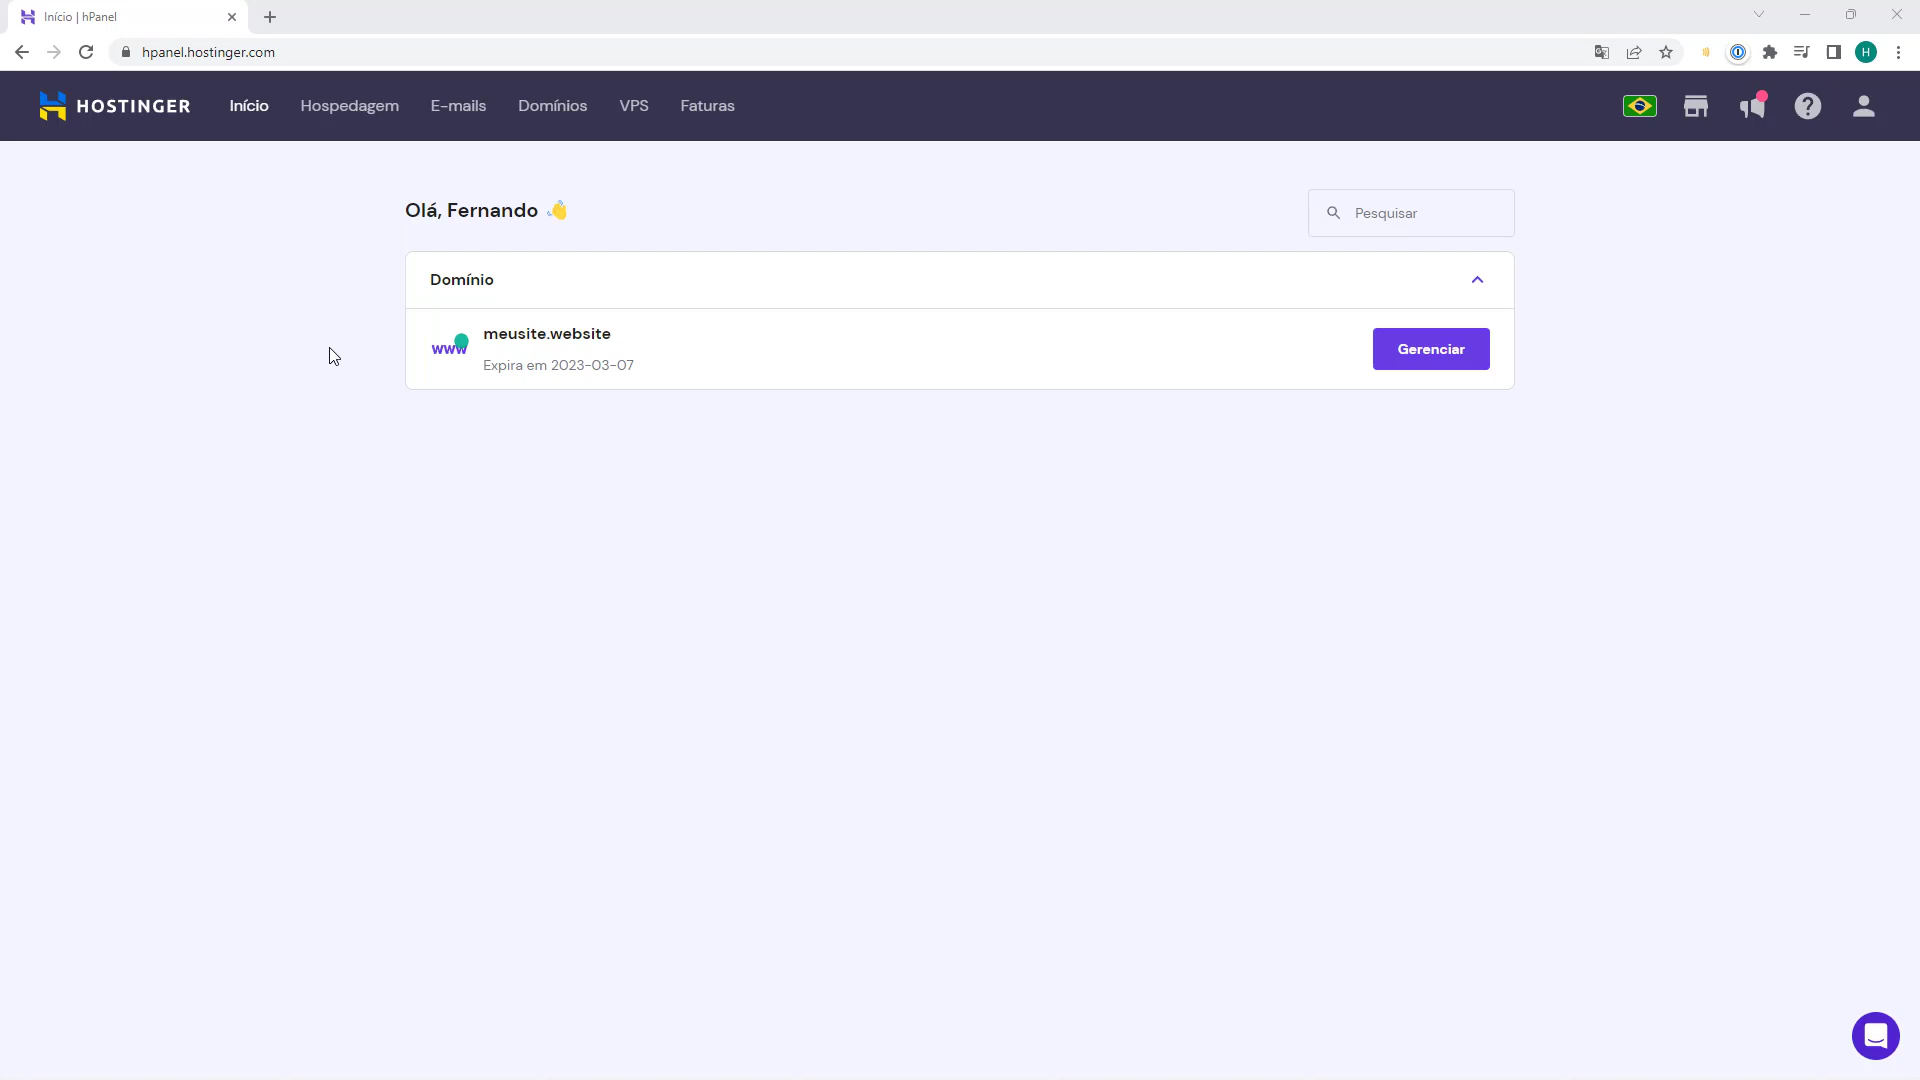 Início | hPanel
hpanel.hostinger.com
H
HOSTINGER
Início
Hospedagem
E-mails
Domínios
VPS
Faturas
Olá, Fernando 👋
Pesquisar
Domínio
www
meusite.website
Expira em 2023-03-07
Gerenciar